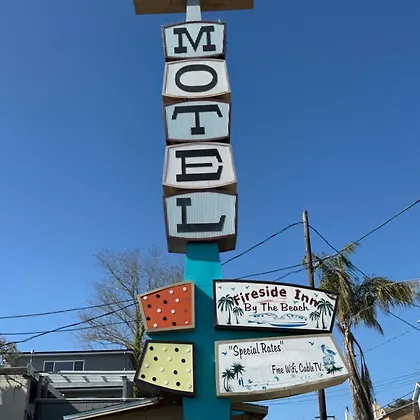 M
O
T
E
L
Fireside Inn
By The Beach
"Special Rates"
Free Wifi Cable TV